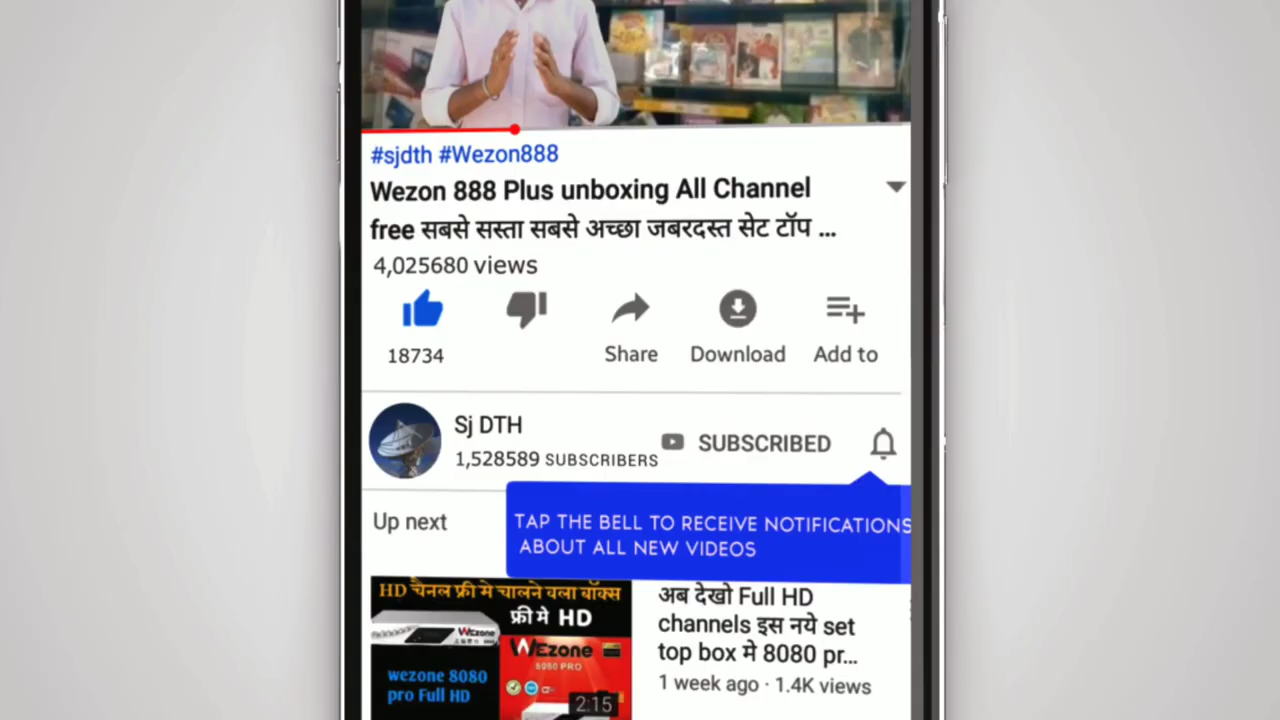 #sjdth #Wezon888
Wezon 888 Plus unboxing All Channel
free सबसे सस्ता सबसे अच्छा जबरदस्त सेट टॉप ...
4,025680 views
18734
Share
Download
Add to
Sj DTH
1,528589 SUBSCRIBERS
SUBSCRIBED
TAP THE BELL TO RECEIVE NOTIFICATIONS
ABOUT ALL NEW VIDEOS
Up next
HD चैनल फ्री मे चालने वला बॉक्स
फ्री मे HD
WEzone
WEzone
8080 PRO
wezone 8080
pro Full HD
2:15
अब देखो Full HD
channels इस नये set
top box मे 8080 pr...
1 week ago · 1.4K views